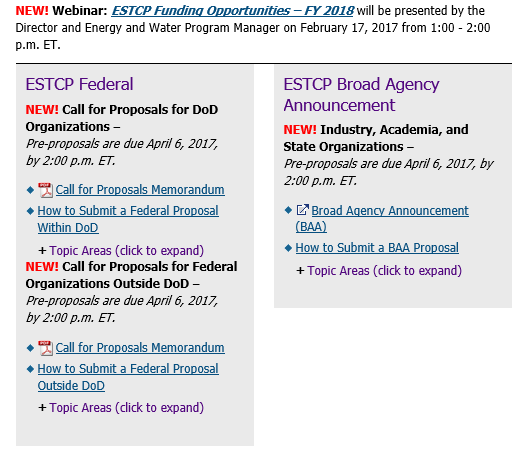 NEW! Webinar: ESTCP Funding Opportunities – FY 2018 will be presented by the
Director and Energy and Water Program Manager on February 17, 2017 from 1:00 - 2:00
p.m. ET.
ESTCP Federal
NEW! Call for Proposals for DoD
Organizations –
Pre-proposals are due April 6, 2017,
by 2:00 p.m. ET.
Call for Proposals Memorandum
How to Submit a Federal Proposal
Within DoD
+ Topic Areas (click to expand)
NEW! Call for Proposals for Federal
Organizations Outside DoD –
Pre-proposals are due April 6, 2017,
by 2:00 p.m. ET.
Call for Proposals Memorandum
How to Submit a Federal Proposal
Outside DoD
+ Topic Areas (click to expand)
ESTCP Broad Agency
Announcement
NEW! Industry, Academia, and
State Organizations –
Pre-proposals are due April 6, 2017, by
2:00 p.m. ET.
Broad Agency Announcement
(BAA)
How to Submit a BAA Proposal
+ Topic Areas (click to expand)